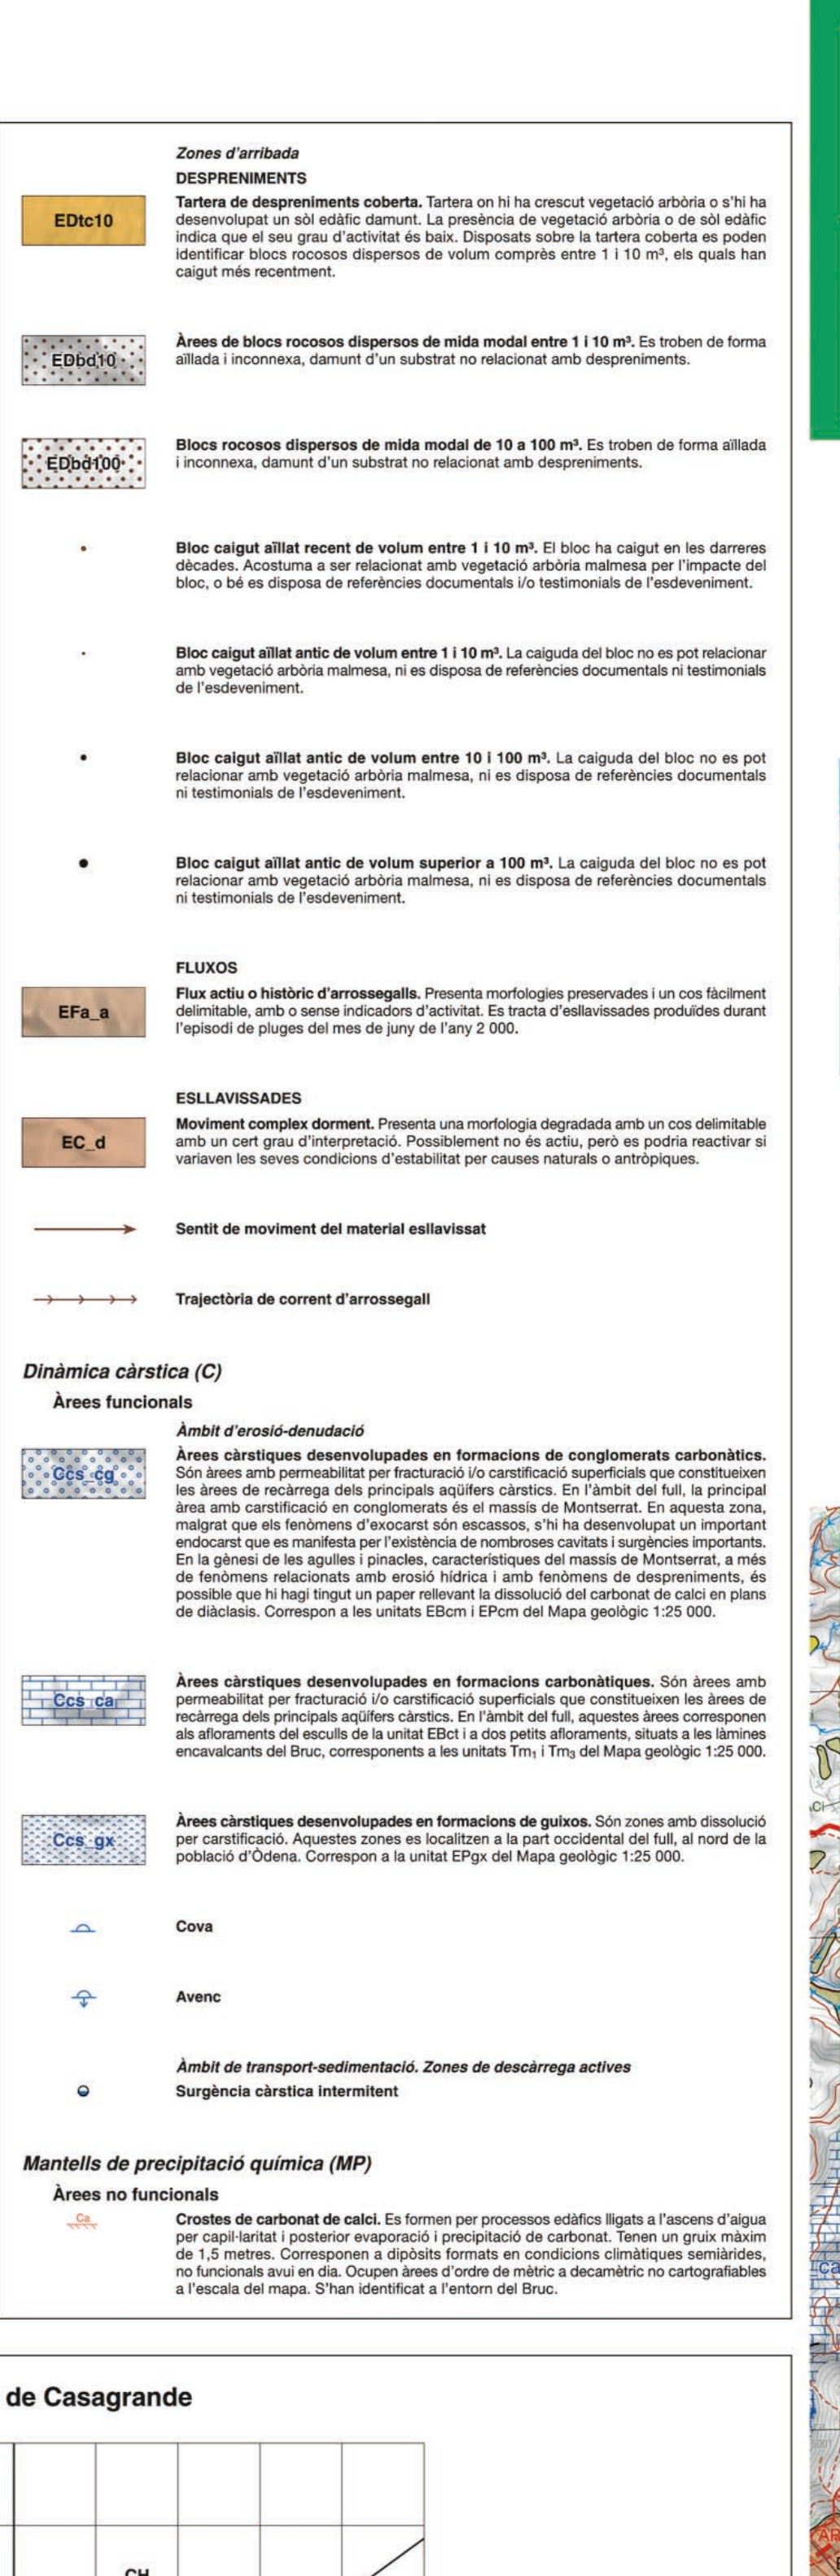 Zones d'arribada
DESPRENIMENTS
EDtc10
Tartera de despreniments coberta. Tartera on hi ha crescut vegetació arbòria o s'hi ha
desenvolupat un sòl edàfic damunt. La presència de vegetació arbòria o de sòl edàfic
indica que el seu grau d'activitat és baix. Disposats sobre la tartera coberta es poden
identificar blocs rocosos dispersos de volum comprès entre 1 i 10 m³, els quals han
caigut més recentment.
EDbd10
Àrees de blocs rocosos dispersos de mida modal entre 1 i 10 m³. Es troben de forma
aïllada i inconnexa, damunt d'un substrat no relacionat amb despreniments.
EDbd100
Blocs rocosos dispersos de mida modal de 10 a 100 m³. Es troben de forma aïllada
i inconnexa, damunt d'un substrat no relacionat amb despreniments.
Bloc caigut aïllat recent de volum entre 1 i 10 m³. El bloc ha caigut en les darreres
dècades. Acostuma a ser relacionat amb vegetació arbòria malmesa per l'impacte del
bloc, o bé es disposa de referències documentals i/o testimonials de l'esdeveniment.
Bloc caigut aïllat antic de volum entre 1 i 10 m³. La caiguda del bloc no es pot relacionar
amb vegetació arbòria malmesa, ni es disposa de referències documentals ni testimonials
de l'esdeveniment.
Bloc caigut aïllat antic de volum entre 10 i 100 m³. La caiguda del bloc no es pot
relacionar amb vegetació arbòria malmesa, ni es disposa de referències documentals
ni testimonials de l'esdeveniment.
Bloc caigut aïllat antic de volum superior a 100 m³. La caiguda del bloc no es pot
relacionar amb vegetació arbòria malmesa, ni es disposa de referències documentals
ni testimonials de l'esdeveniment.
FLUXOS
EFa_a
Flux actiu o històric d'arrossegalls. Presenta morfologies preservades i un cos fàcilment
delimitable, amb o sense indicadors d'activitat. Es tracta d'esllavissades produïdes durant
l'episodi de pluges del mes de juny de l'any 2 000.
ESLLAVISSADES
EC_d
Moviment complex dorment. Presenta una morfologia degradada amb un cos delimitable
amb un cert grau d'interpretació. Possiblement no és actiu, però es podria reactivar si
variaven les seves condicions d'estabilitat per causes naturals o antròpiques.
Sentit de moviment del material esllavissat
Trajectòria de corrent d'arrossegall
Dinàmica càrstica (C)
Àrees funcionals
Àmbit d'erosió-denudació
Ccs_cg
Àrees càrstiques desenvolupades en formacions de conglomerats carbonàtics.
Són àrees amb permeabilitat per fracturació i/o carstificació superficials que constitueixen
les àrees de recàrrega dels principals aqüífers càrstics. En l'àmbit del full, la principal
àrea amb carstificació en conglomerats és el massís de Montserrat. En aquesta zona,
malgrat que els fenòmens d'exocarst són escassos, s'hi ha desenvolupat un important
endocarst que es manifesta per l'existència de nombroses cavitats i surgències importants.
En la gènesi de les agulles i pinacles, característiques del massís de Montserrat, a més
de fenòmens relacionats amb erosió hídrica i amb fenòmens de despreniments, és
possible que hi hagi tingut un paper rellevant la dissolució del carbonat de calci en plans
de diàclasis. Correspon a les unitats EBcm i EPcm del Mapa geològic 1:25 000.
Ccs_ca
Àrees càrstiques desenvolupades en formacions carbonàtiques. Són àrees amb
permeabilitat per fracturació i/o carstificació superficials que constitueixen les àrees de
recàrrega dels principals aqüífers càrstics. En l'àmbit del full, aquestes àrees corresponen
als afloraments del esculls de la unitat EBct i a dos petits afloraments, situats a les làmines
encavalcants del Bruc, corresponents a les unitats Tm₁ i Tm₃ del Mapa geològic 1:25 000.
Ccs_gx
Àrees càrstiques desenvolupades en formacions de guixos. Són zones amb dissolució
per carstificació. Aquestes zones es localitzen a la part occidental del full, al nord de la
població d'Òdena. Correspon a la unitat EPgx del Mapa geològic 1:25 000.
Cova
Avenc
Àmbit de transport-sedimentació. Zones de descàrrega actives
Surgència càrstica intermitent
Mantells de precipitació química (MP)
Àrees no funcionals
Ca
Crostes de carbonat de calci. Es formen per processos edàfics lligats a l'ascens d'aigua
per capil·laritat i posterior evaporació i precipitació de carbonat. Tenen un gruix màxim
de 1,5 metres. Corresponen a dipòsits formats en condicions climàtiques semiàrides,
no funcionals avui en dia. Ocupen àrees d'ordre de mètric a decamètric no cartografiables
a l'escala del mapa. S'han identificat a l'entorn del Bruc.
de Casagrande
CH